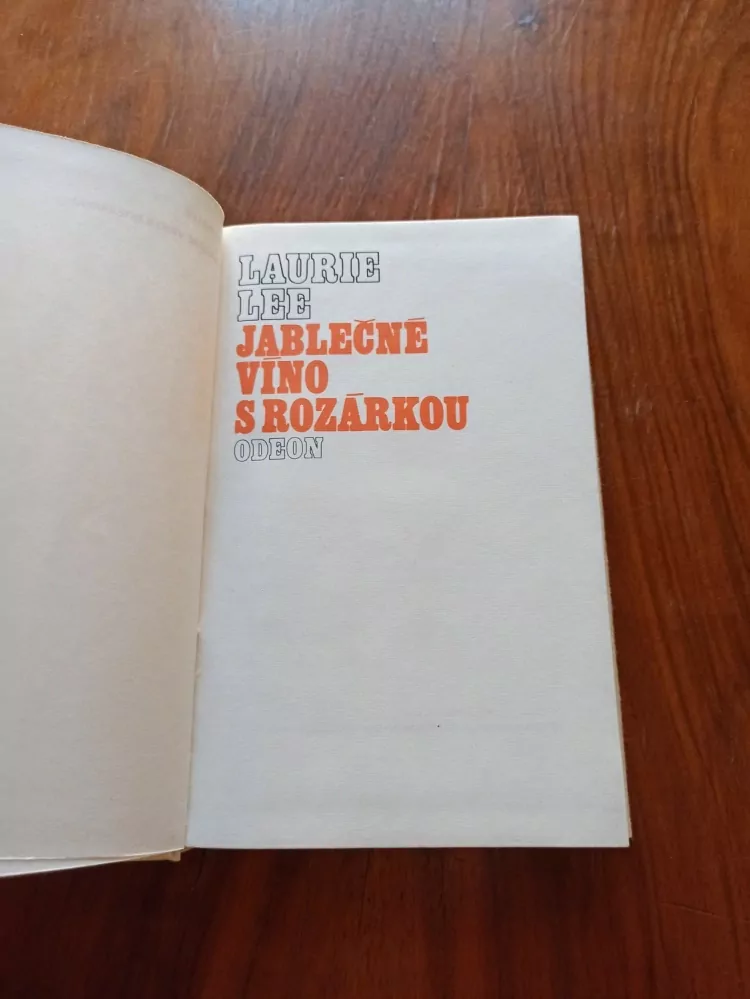 LAURIE
LEE
JABLEČNÉ
VÍNO
S ROZÁRKOU
ODEON